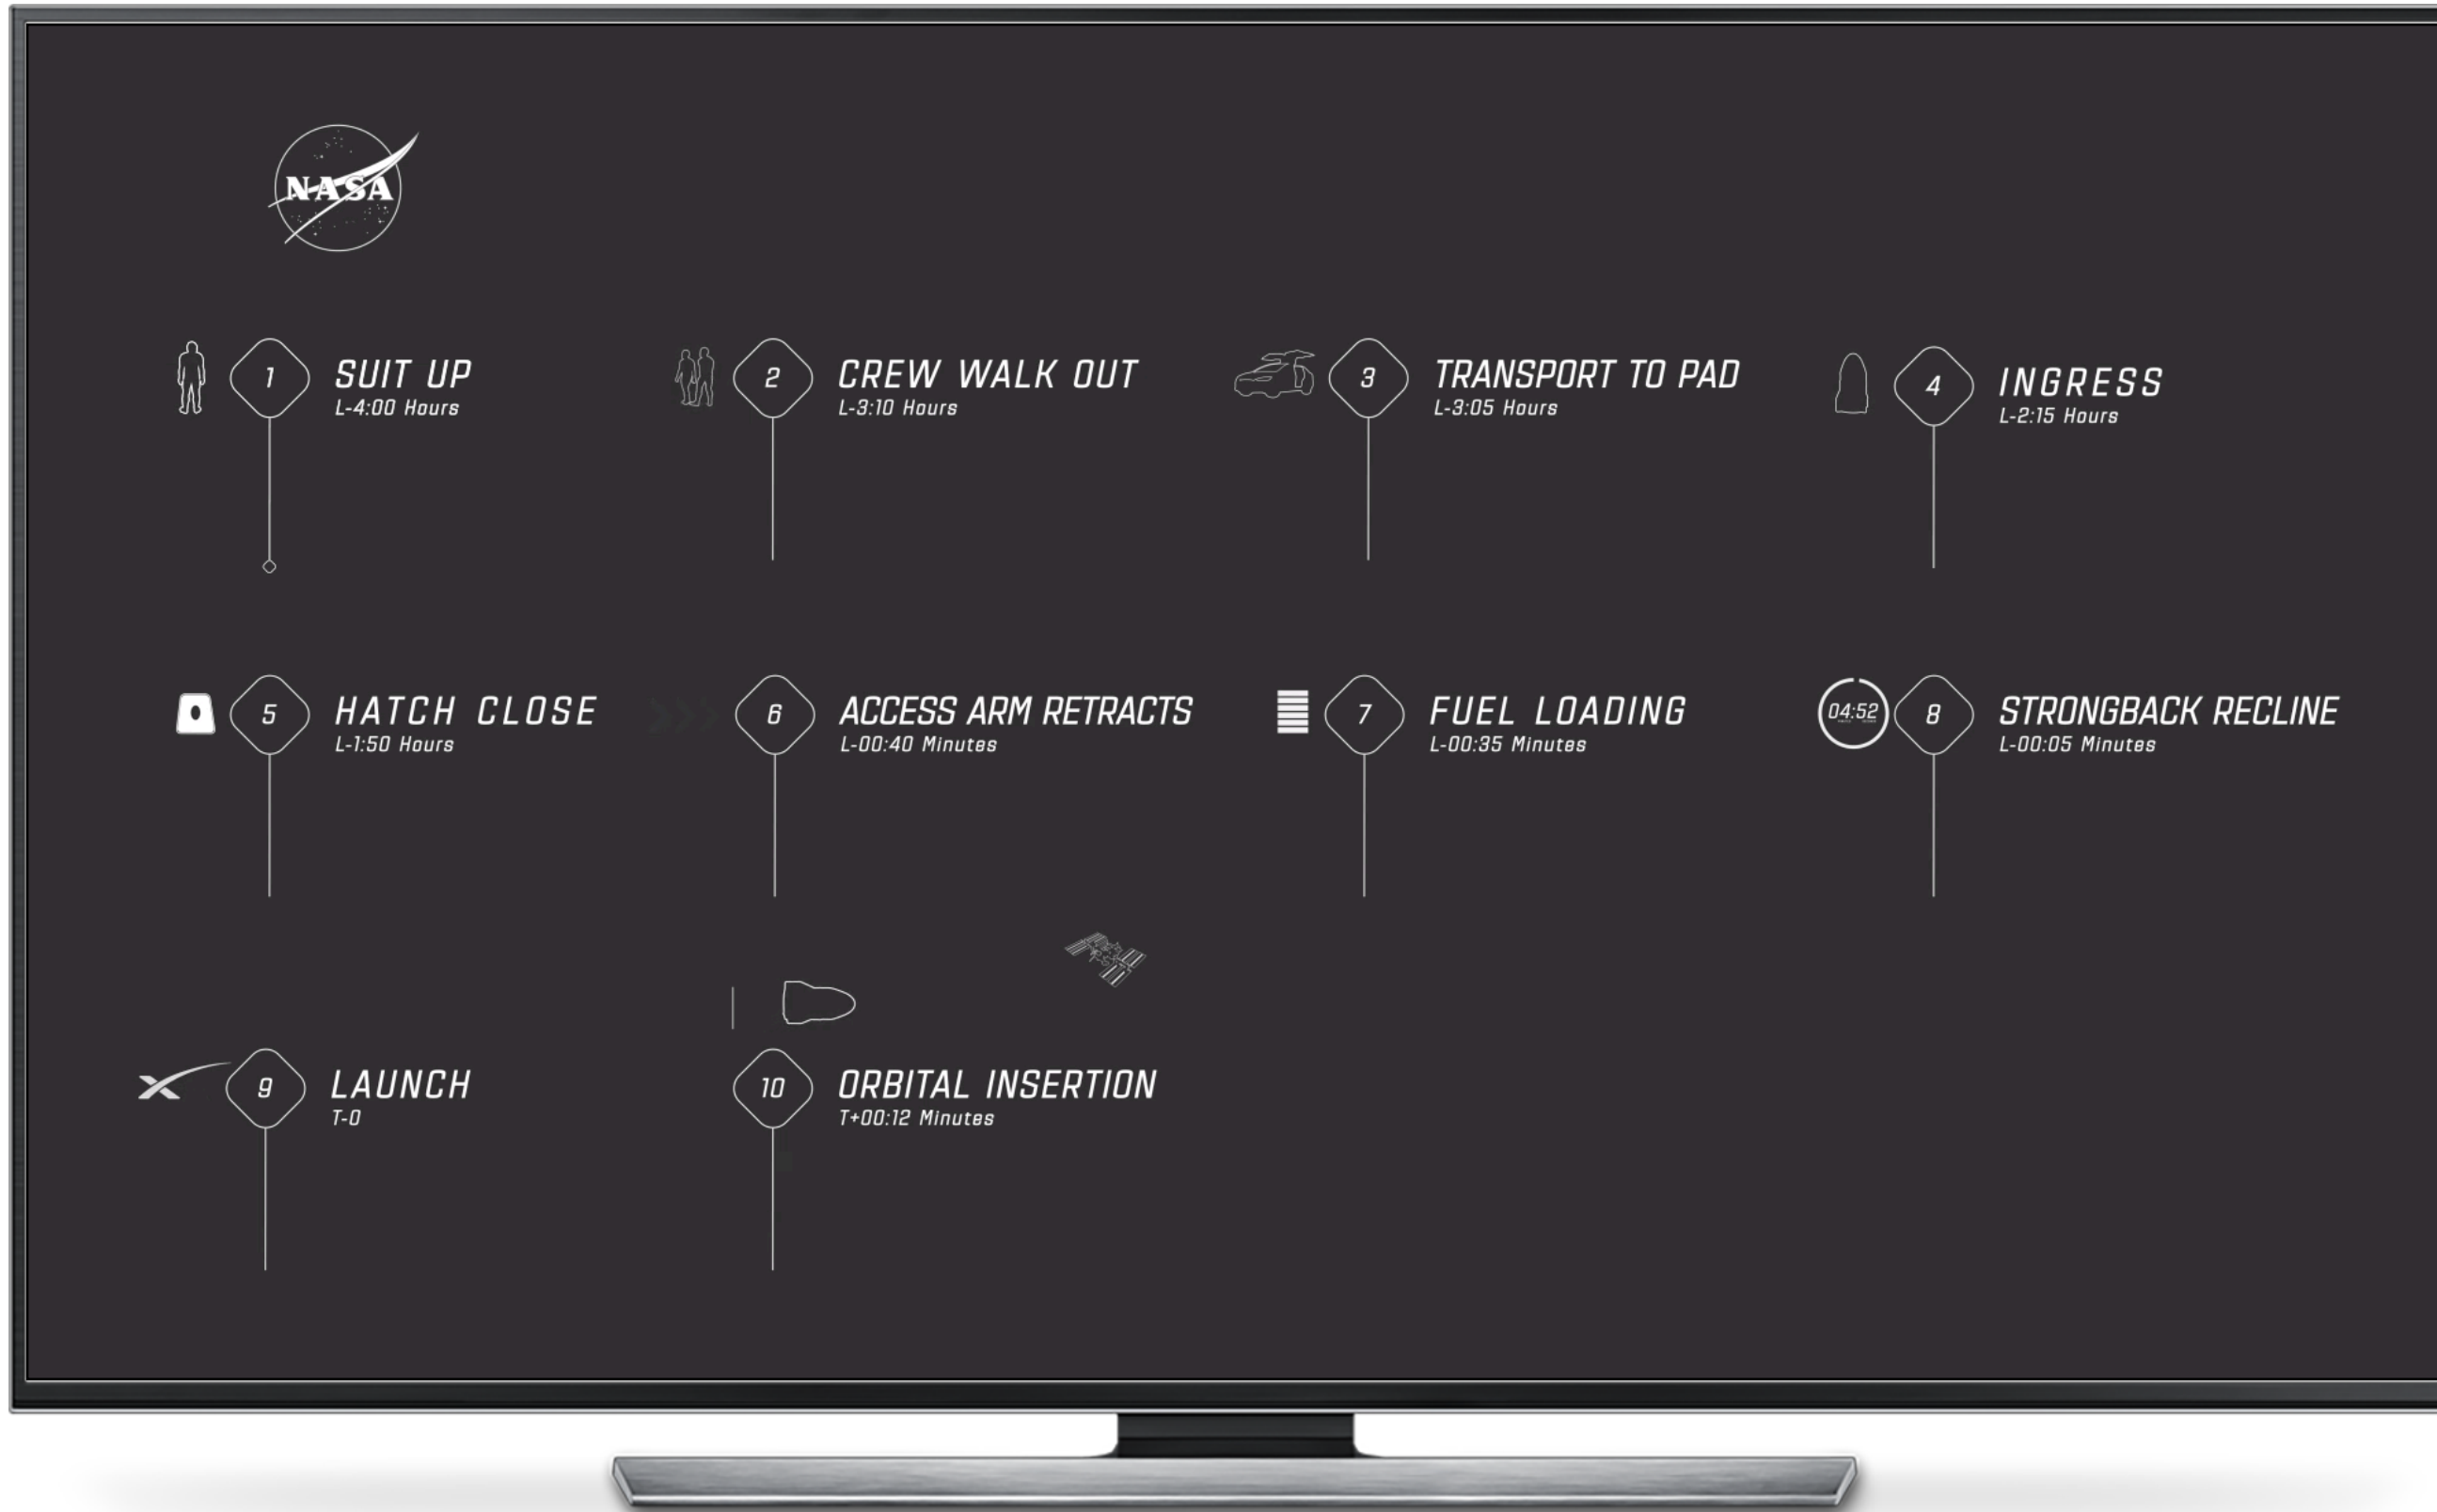 NASA
1
SUIT UP
L-4:00 Hours
2
CREW WALK OUT
L-3:10 Hours
3
TRANSPORT TO PAD
L-3:05 Hours
4
INGRESS
L-2:15 Hours
5
HATCH CLOSE
L-1:50 Hours
6
ACCESS ARM RETRACTS
L-00:40 Minutes
7
FUEL LOADING
L-00:35 Minutes
04:52
8
STRONGBACK RECLINE
L-00:05 Minutes
9
LAUNCH
T-0
10
ORBITAL INSERTION
T+00:12 Minutes